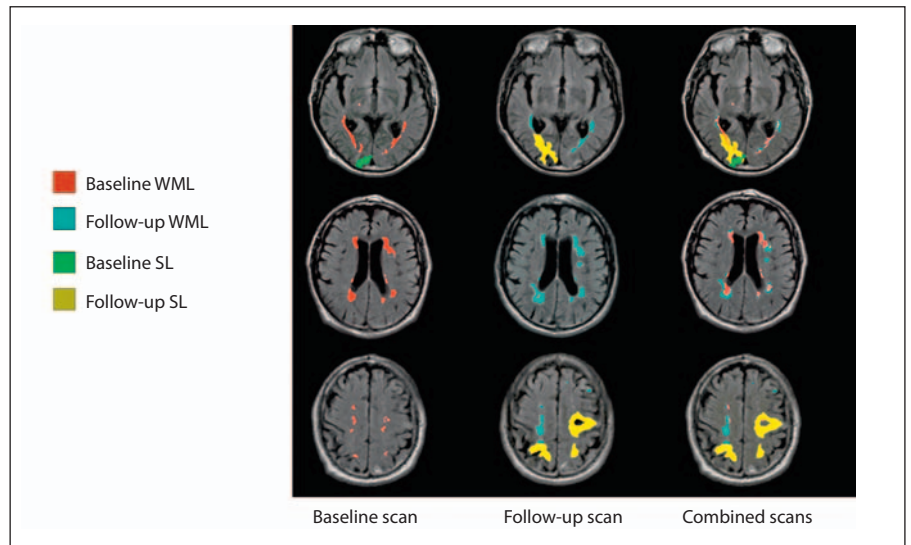 Baseline WML
Follow-up WML
Baseline SL
Follow-up SL
Baseline scan
Follow-up scan
Combined scans